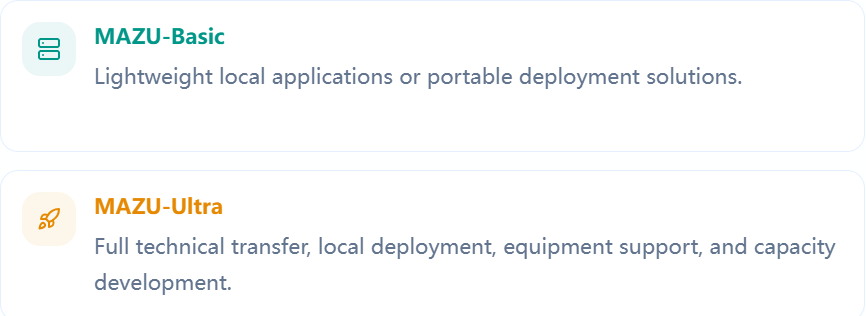 MAZU-Basic
Lightweight local applications or portable deployment solutions.
MAZU-Ultra
Full technical transfer, local deployment, equipment support, and capacity
development.